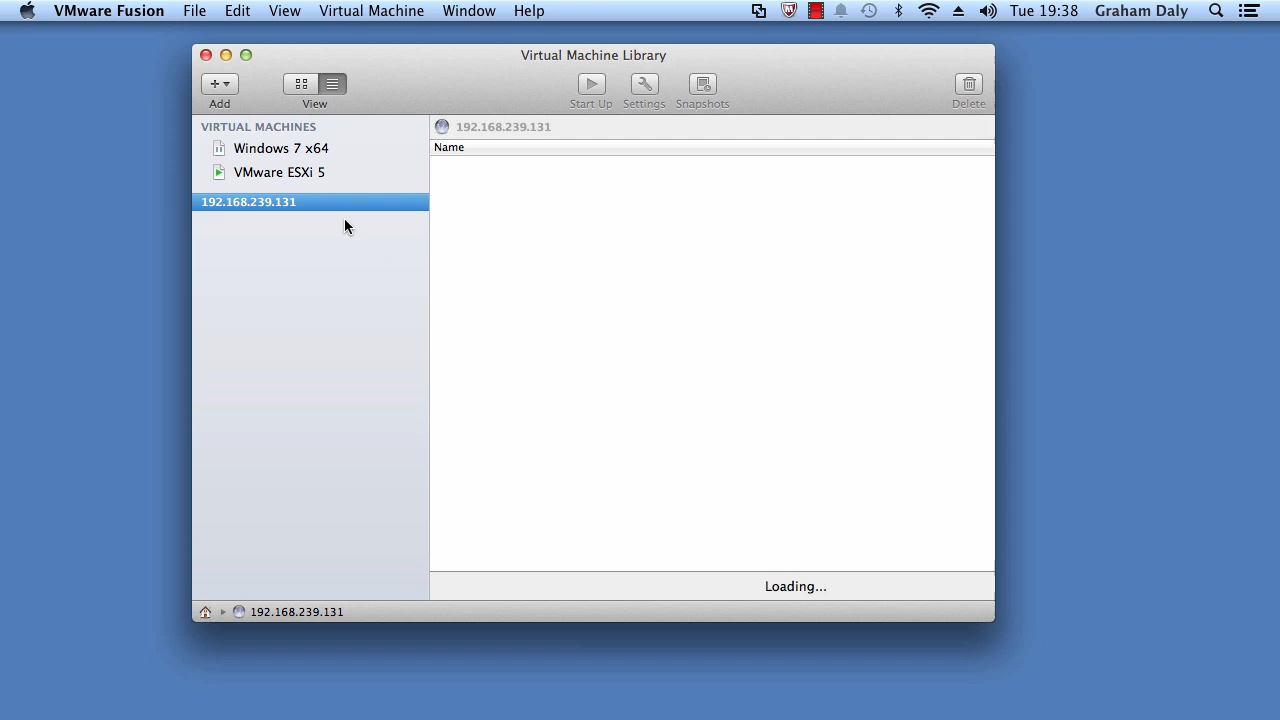 VMware Fusion File Edit View Virtual Machine Window Help Tue 19:38 Graham Daly
Virtual Machine Library
Add View Start Up Settings Snapshots Delete
VIRTUAL MACHINES
Windows 7 x64
VMware ESXi 5
192.168.239.131
192.168.239.131
Name
Loading...
192.168.239.131